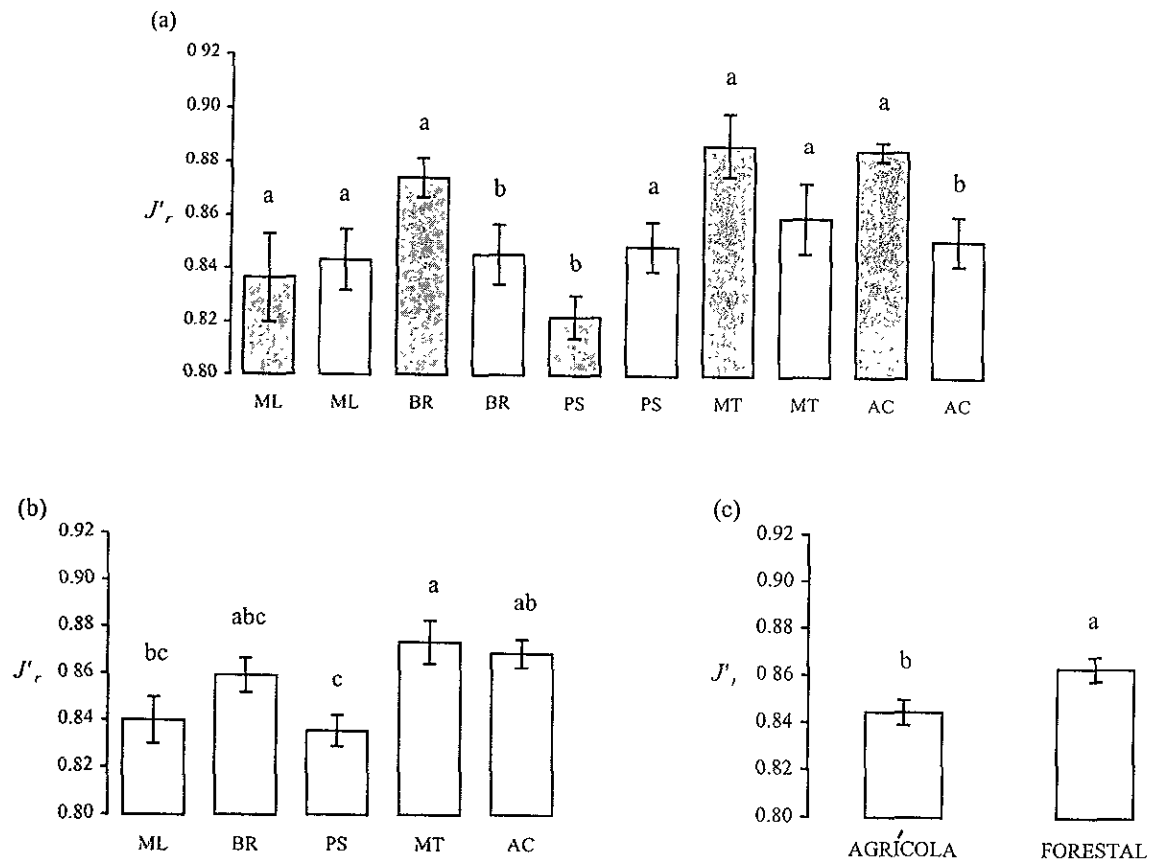 (a)
0 92
0.90
0.88
0.86
0.84
0.82
0.80
J'r
a a a b b a a a a b
ML ML BR BR PS PS MT MT AC AC
(b)
0.92
0.90
0.88
0.86
0.84
0.82
0.80
J'r
bc abc c a ab
ML BR PS MT AC
(c)
0.92
0.90
0.88
0.86
0.84
0.82
0.80
J',
b a
AGRÍCOLA FORESTAL